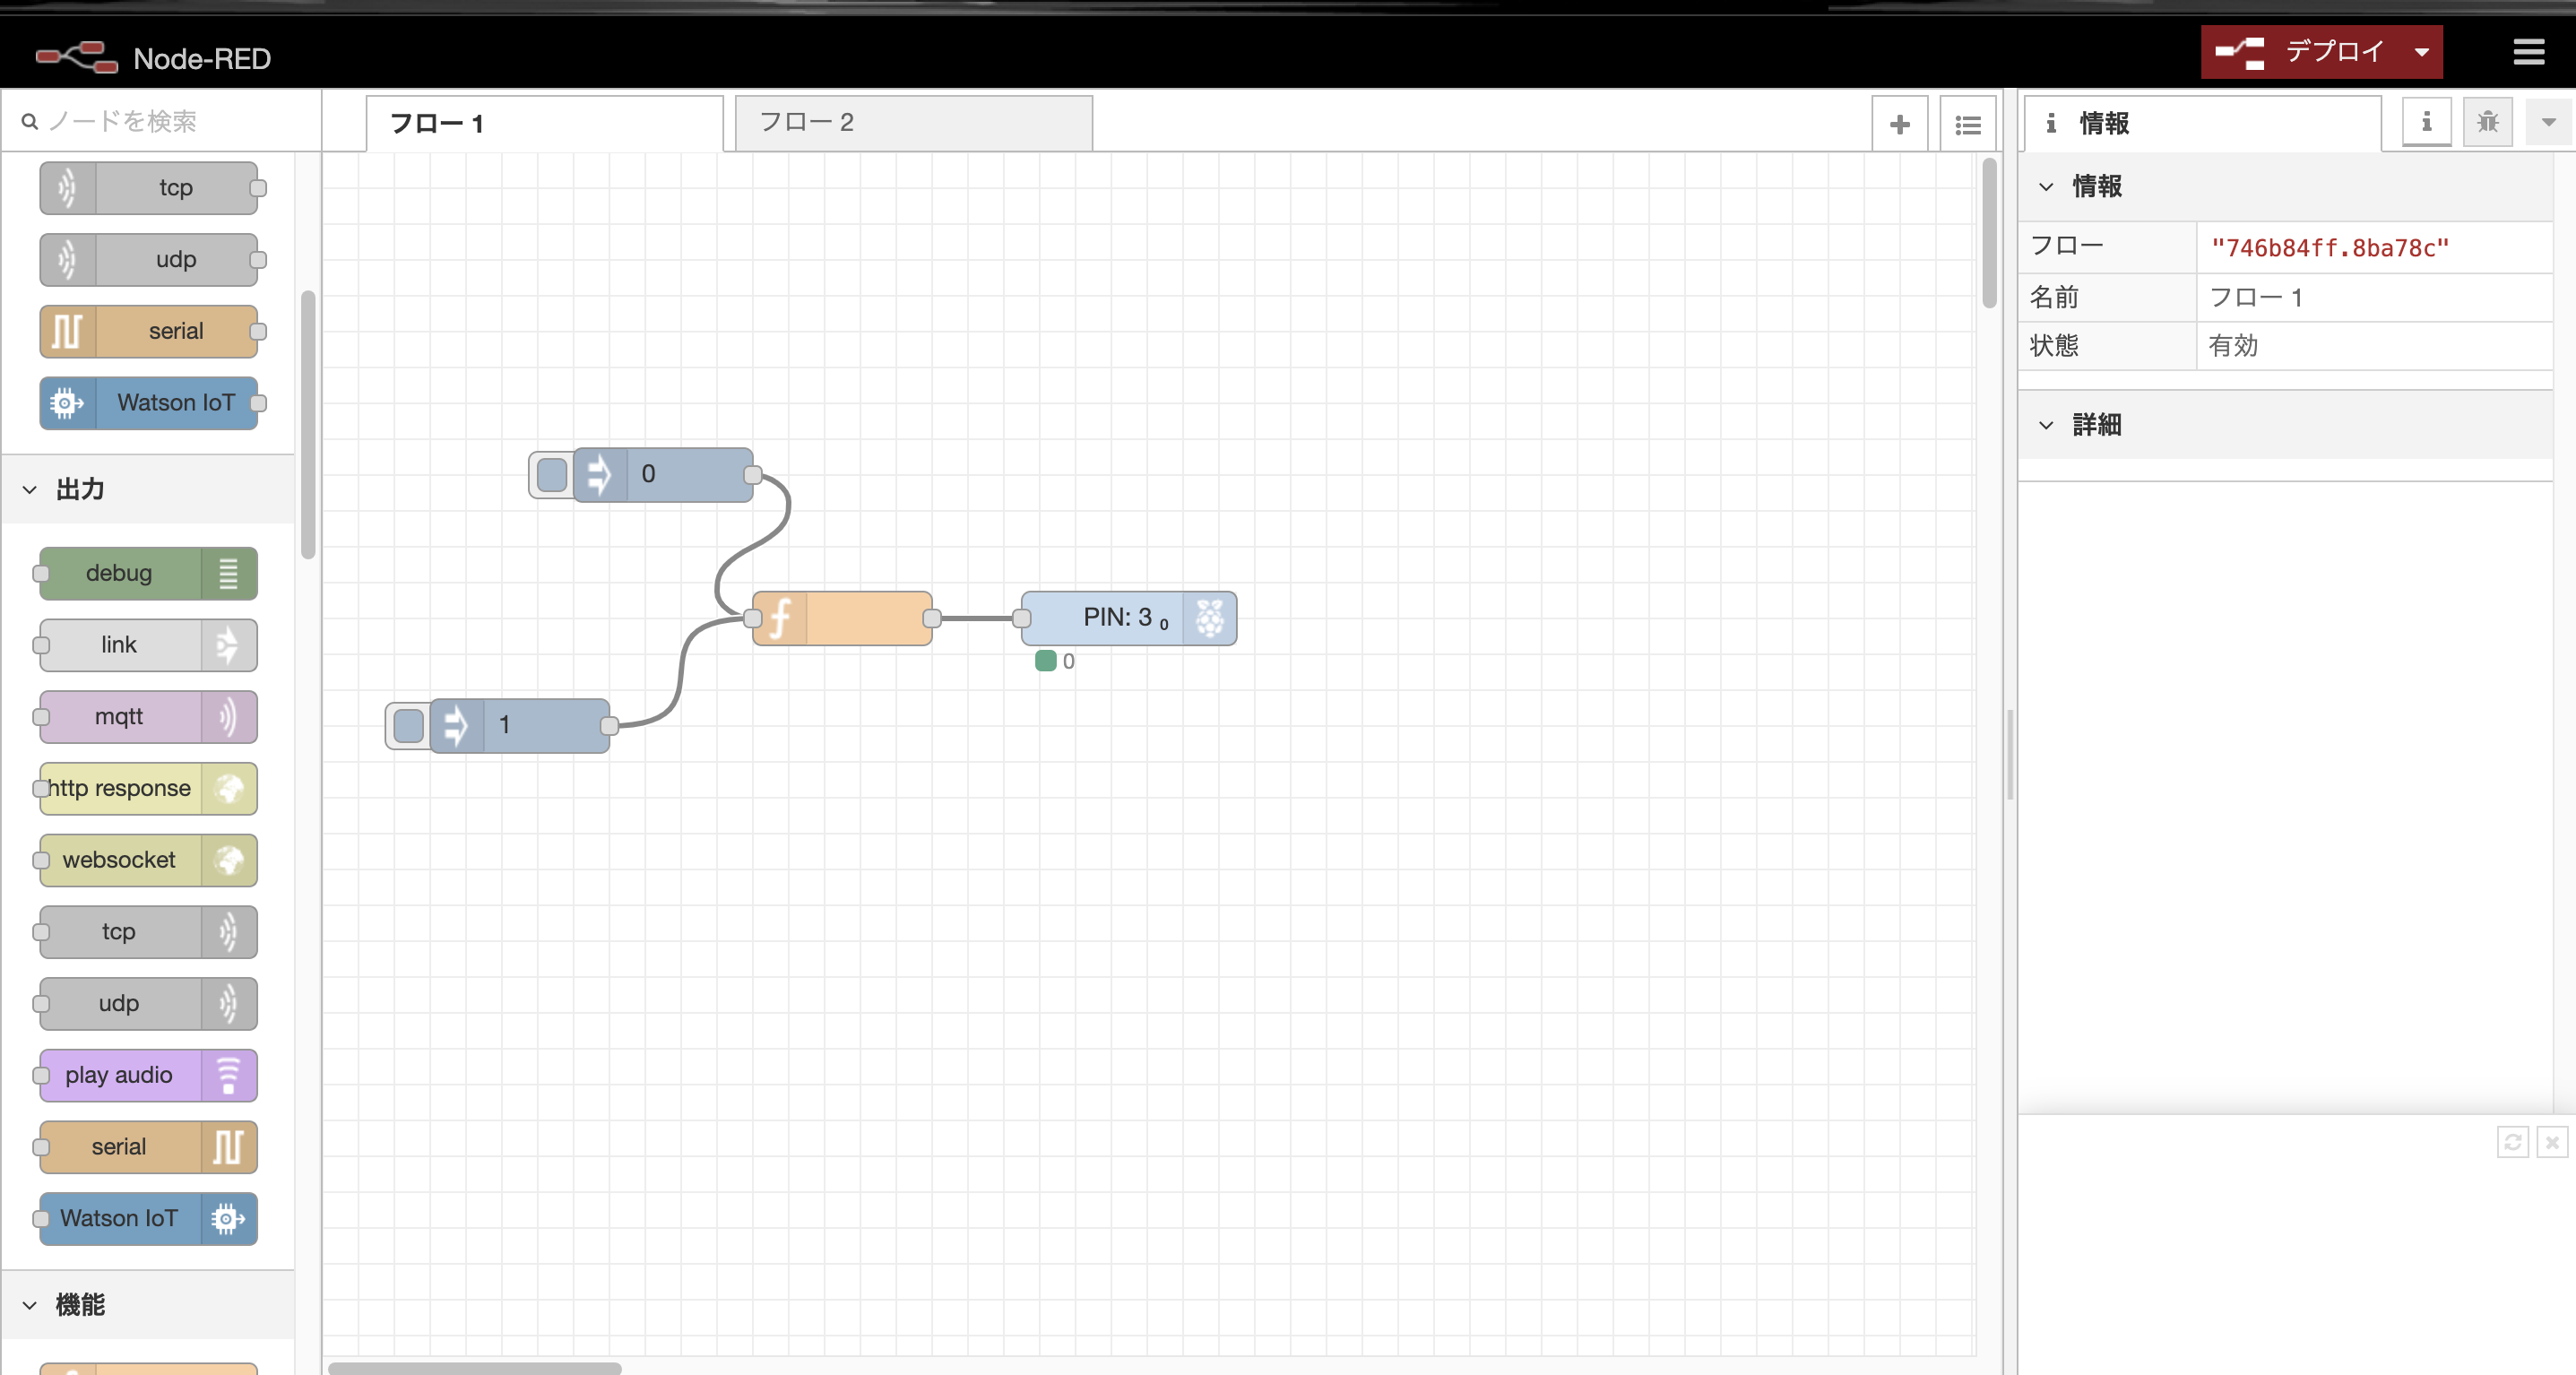 Node-RED
デプロイ
ノードを検索
フロー 1
フロー 2
情報
tcp
udp
serial
Watson IoT
出力
debug
link
mqtt
http response
websocket
tcp
udp
play audio
serial
Watson IoT
機能
0
1
PIN: 3 0
0
情報
フロー "746b84ff.8ba78c"
名前 フロー 1
状態 有効
詳細